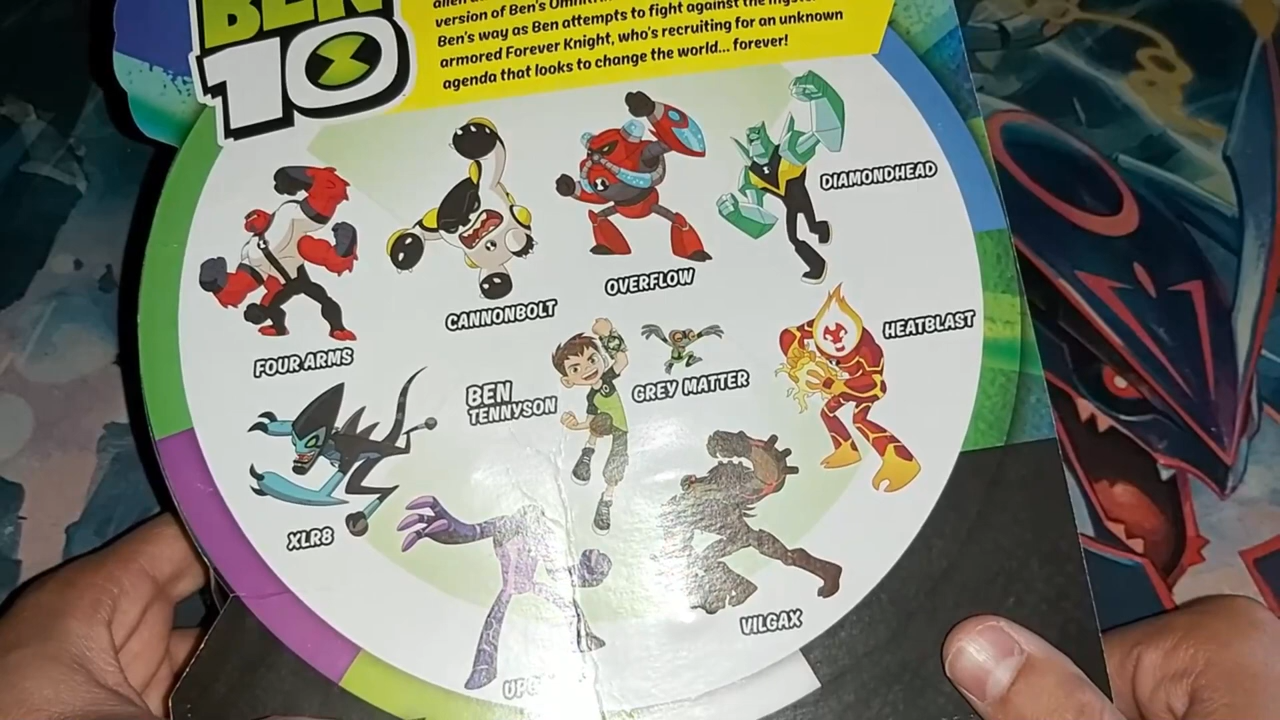 BEN
10
version of Ben's
Ben's way as Ben attempts to fight against the
armored Forever Knight, who's recruiting for an unknown
agenda that looks to change the world... forever!
DIAMONDHEAD
OVERFLOW
CANNONBOLT
HEATBLAST
FOUR ARMS
GREY MATTER
BEN
TENNYSON
XLR8
VILGAX